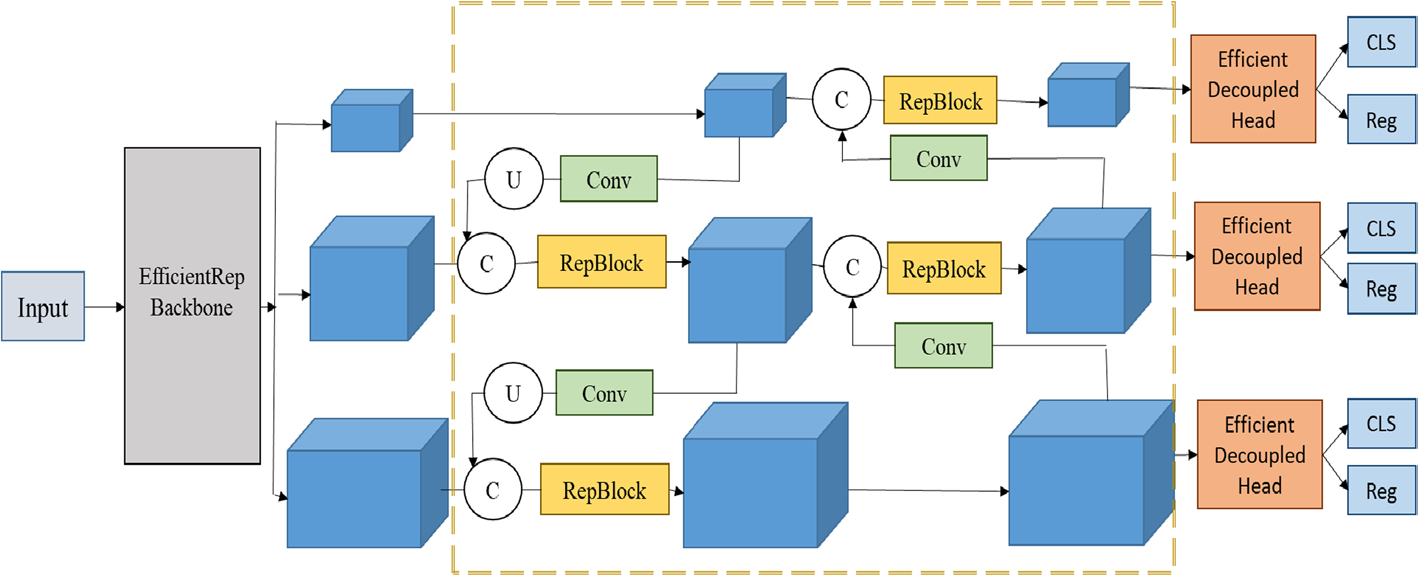 Input
EfficientRep
Backbone
C
RepBlock
Conv
U
Conv
C
RepBlock
C
RepBlock
Conv
U
Conv
C
RepBlock
Efficient
Decoupled
Head
CLS
Reg
Efficient
Decoupled
Head
CLS
Reg
Efficient
Decoupled
Head
CLS
Reg